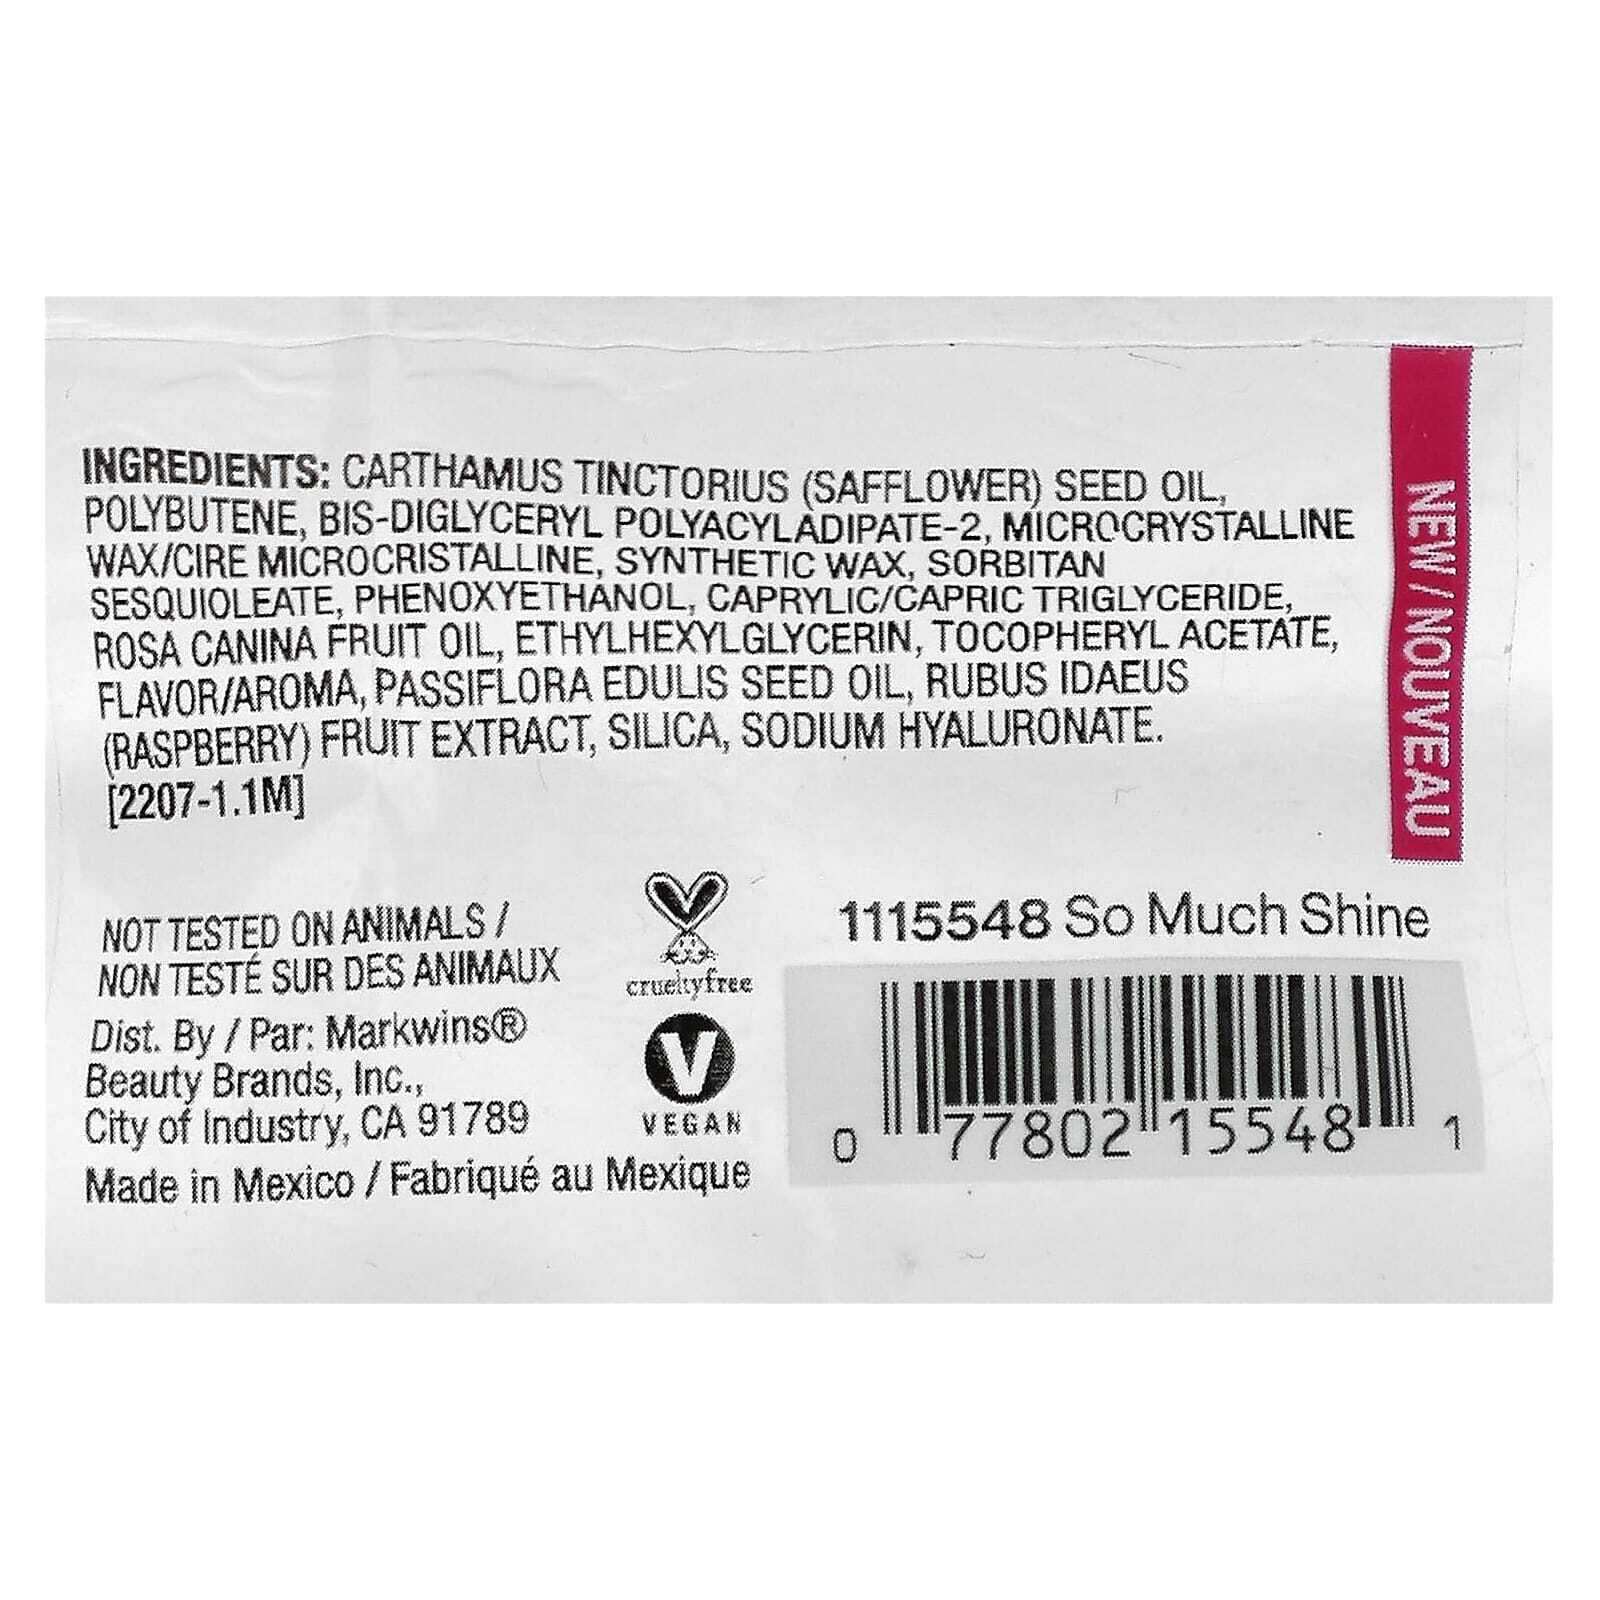 INGREDIENTS: CARTHAMUS TINCTORIUS (SAFFLOWER) SEED OIL,
POLYBUTENE, BIS-DIGLYCERYL POLYACYLADIPATE-2, MICROCRYSTALLINE
WAX/CIRE MICROCRISTALLINE, SYNTHETIC WAX, SORBITAN
SESQUIOLEATE, PHENOXYETHANOL, CAPRYLIC/CAPRIC TRIGLYCERIDE,
ROSA CANINA FRUIT OIL, ETHYLHEXYLGLYCERIN, TOCOPHERYL ACETATE,
FLAVOR/AROMA, PASSIFLORA EDULIS SEED OIL, RUBUS IDAEUS
(RASPBERRY) FRUIT EXTRACT, SILICA, SODIUM HYALURONATE.
[2207-1.1M]
NEW / NOUVEAU
NOT TESTED ON ANIMALS /
NON TESTÉ SUR DES ANIMAUX
Dist. By / Par: Markwins®
Beauty Brands, Inc.,
City of Industry, CA 91789
Made in Mexico / Fabriqué au Mexique
crueltyfree
V
VEGAN
1115548 So Much Shine
0 77802 15548 1